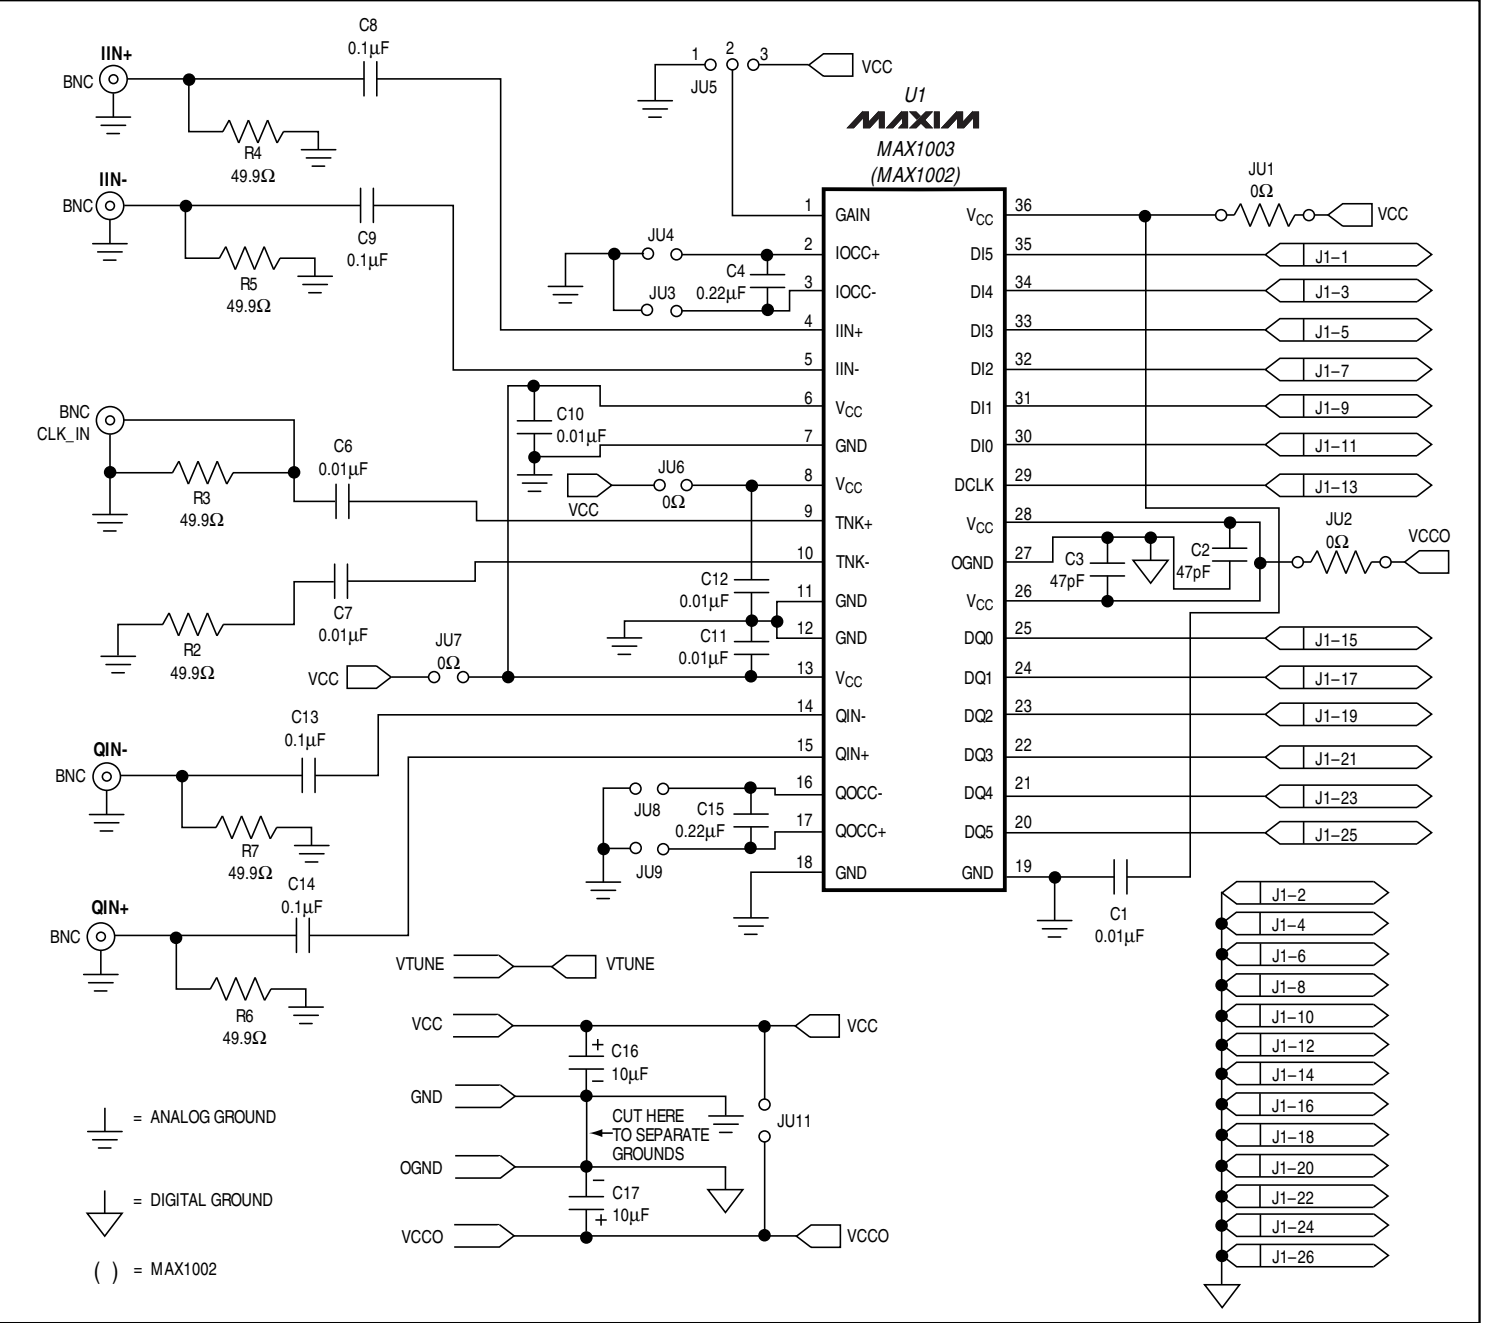 IIN+
BNC
C8
0.1µF
R4
49.9Ω
IIN-
BNC
C9
0.1µF
R5
49.9Ω
1
2
3
JU5
VCC
U1
MAXIM
MAX1003
(MAX1002)
JU4
C4
0.22µF
JU3
BNC
CLK_IN
R3
49.9Ω
C6
0.01µF
C10
0.01µF
JU6
0Ω
VCC
R2
49.9Ω
C7
0.01µF
C12
0.01µF
C11
0.01µF
JU7
0Ω
VCC
QIN-
BNC
C13
0.1µF
R7
49.9Ω
QIN+
BNC
C14
0.1µF
R6
49.9Ω
JU8
C15
0.22µF
JU9
1 GAIN
2 IOCC+
3 IOCC-
4 IIN+
5 IIN-
6 VCC
7 GND
8 VCC
9 TNK+
10 TNK-
11 GND
12 GND
13 VCC
14 QIN-
15 QIN+
16 QOCC-
17 QOCC+
18 GND
VCC 36
DI5 35
DI4 34
DI3 33
DI2 32
DI1 31
DI0 30
DCLK 29
VCC 28
OGND 27
VCC 26
DQ0 25
DQ1 24
DQ2 23
DQ3 22
DQ4 21
DQ5 20
GND 19
JU1
0Ω
VCC
J1–1
J1–3
J1–5
J1–7
J1–9
J1–11
J1–13
JU2
0Ω
VCCO
C3
47pF
C2
47pF
J1–15
J1–17
J1–19
J1–21
J1–23
J1–25
C1
0.01µF
J1–2
J1–4
J1–6
J1–8
J1–10
J1–12
J1–14
J1–16
J1–18
J1–20
J1–22
J1–24
J1–26
VTUNE
VTUNE
VCC
+
C16
10µF
–
VCC
GND
CUT HERE
TO SEPARATE
GROUNDS
JU11
OGND
–
C17
+
10µF
VCCO
VCCO
= ANALOG GROUND
= DIGITAL GROUND
( ) = MAX1002